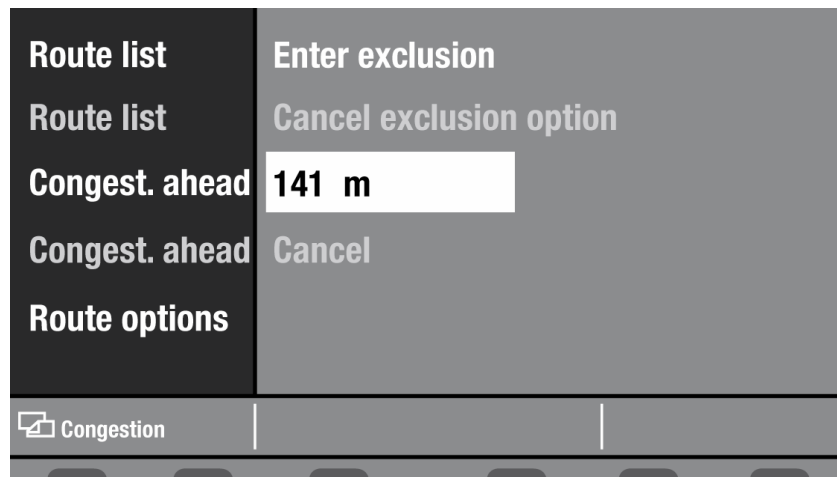 Route list Enter exclusion
Route list Cancel exclusion option
Congest. ahead 141 m
Congest. ahead Cancel
Route options
Congestion